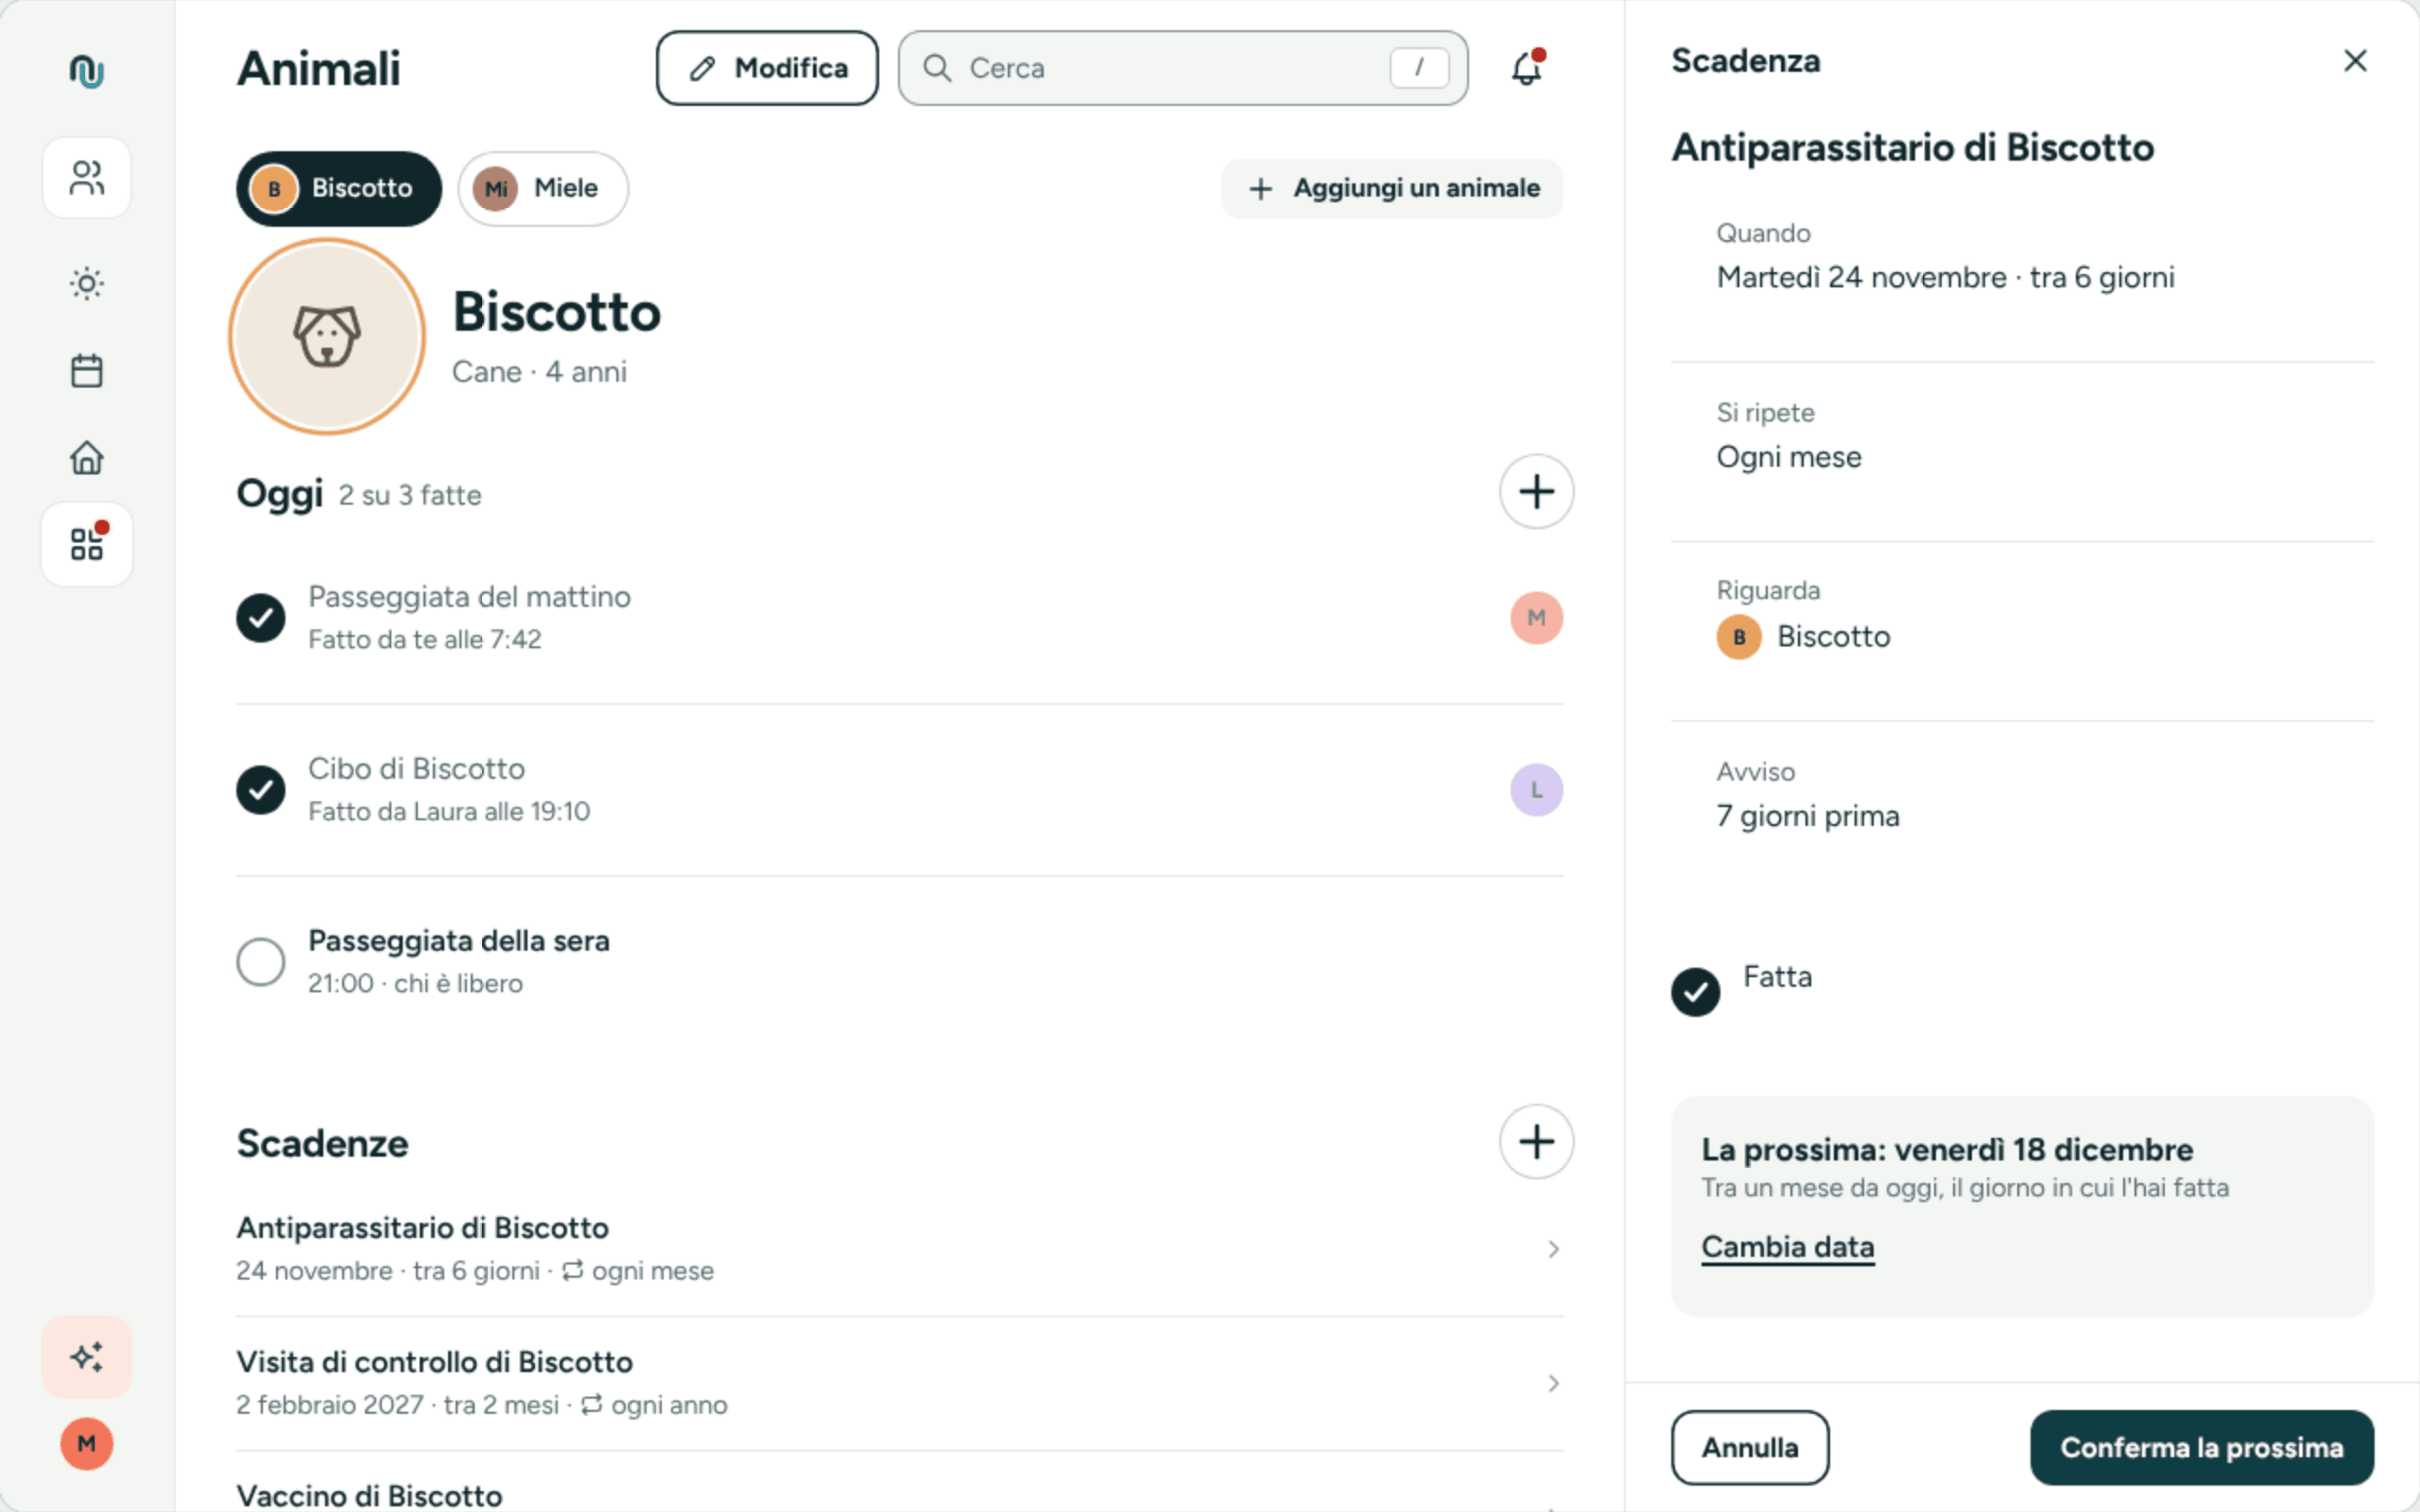 Animali
Modifica
Cerca
/
B Biscotto
Mi Miele
+ Aggiungi un animale
Biscotto
Cane · 4 anni
Oggi 2 su 3 fatte
Passeggiata del mattino
Fatto da te alle 7:42
M
Cibo di Biscotto
Fatto da Laura alle 19:10
L
Passeggiata della sera
21:00 · chi è libero
Scadenze
Antiparassitario di Biscotto
24 novembre · tra 6 giorni · ogni mese
Visita di controllo di Biscotto
2 febbraio 2027 · tra 2 mesi · ogni anno
Vaccino di Biscotto
M
Scadenza
Antiparassitario di Biscotto
Quando
Martedì 24 novembre · tra 6 giorni
Si ripete
Ogni mese
Riguarda
B Biscotto
Avviso
7 giorni prima
Fatta
La prossima: venerdì 18 dicembre
Tra un mese da oggi, il giorno in cui l'hai fatta
Cambia data
Annulla
Conferma la prossima